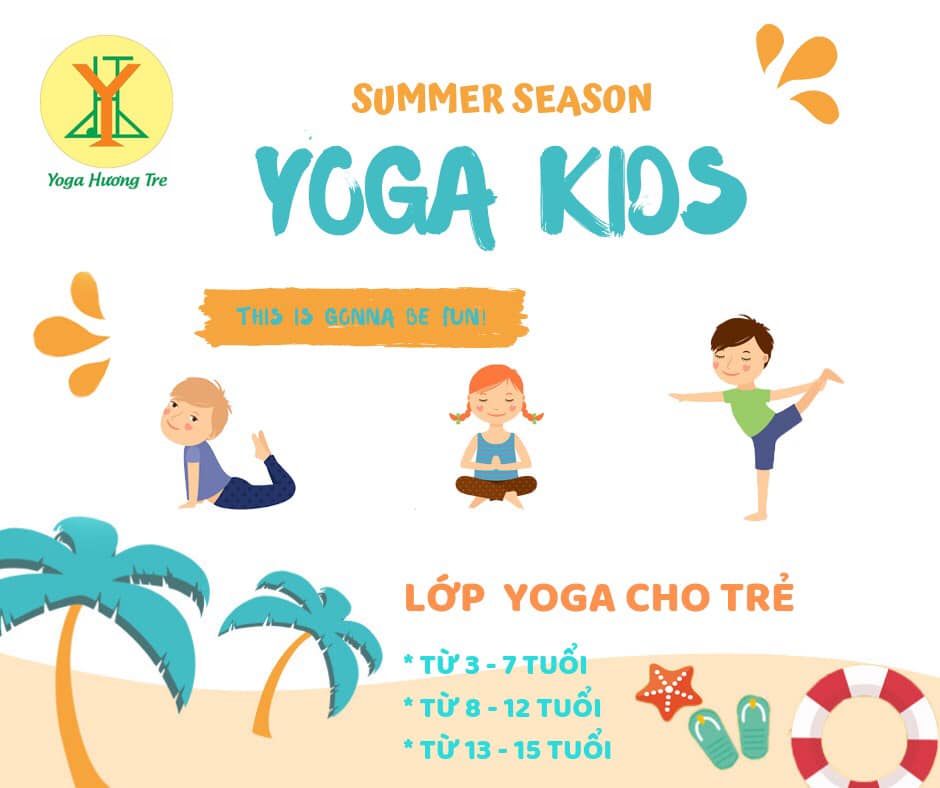 Yoga Hương Tre
SUMMER SEASON
YOGA KIDS
THIS IS GONNA BE FUN!
LỚP YOGA CHO TRẺ
* TỪ 3 - 7 TUỔI
* TỪ 8 - 12 TUỔI
* TỪ 13 - 15 TUỔI